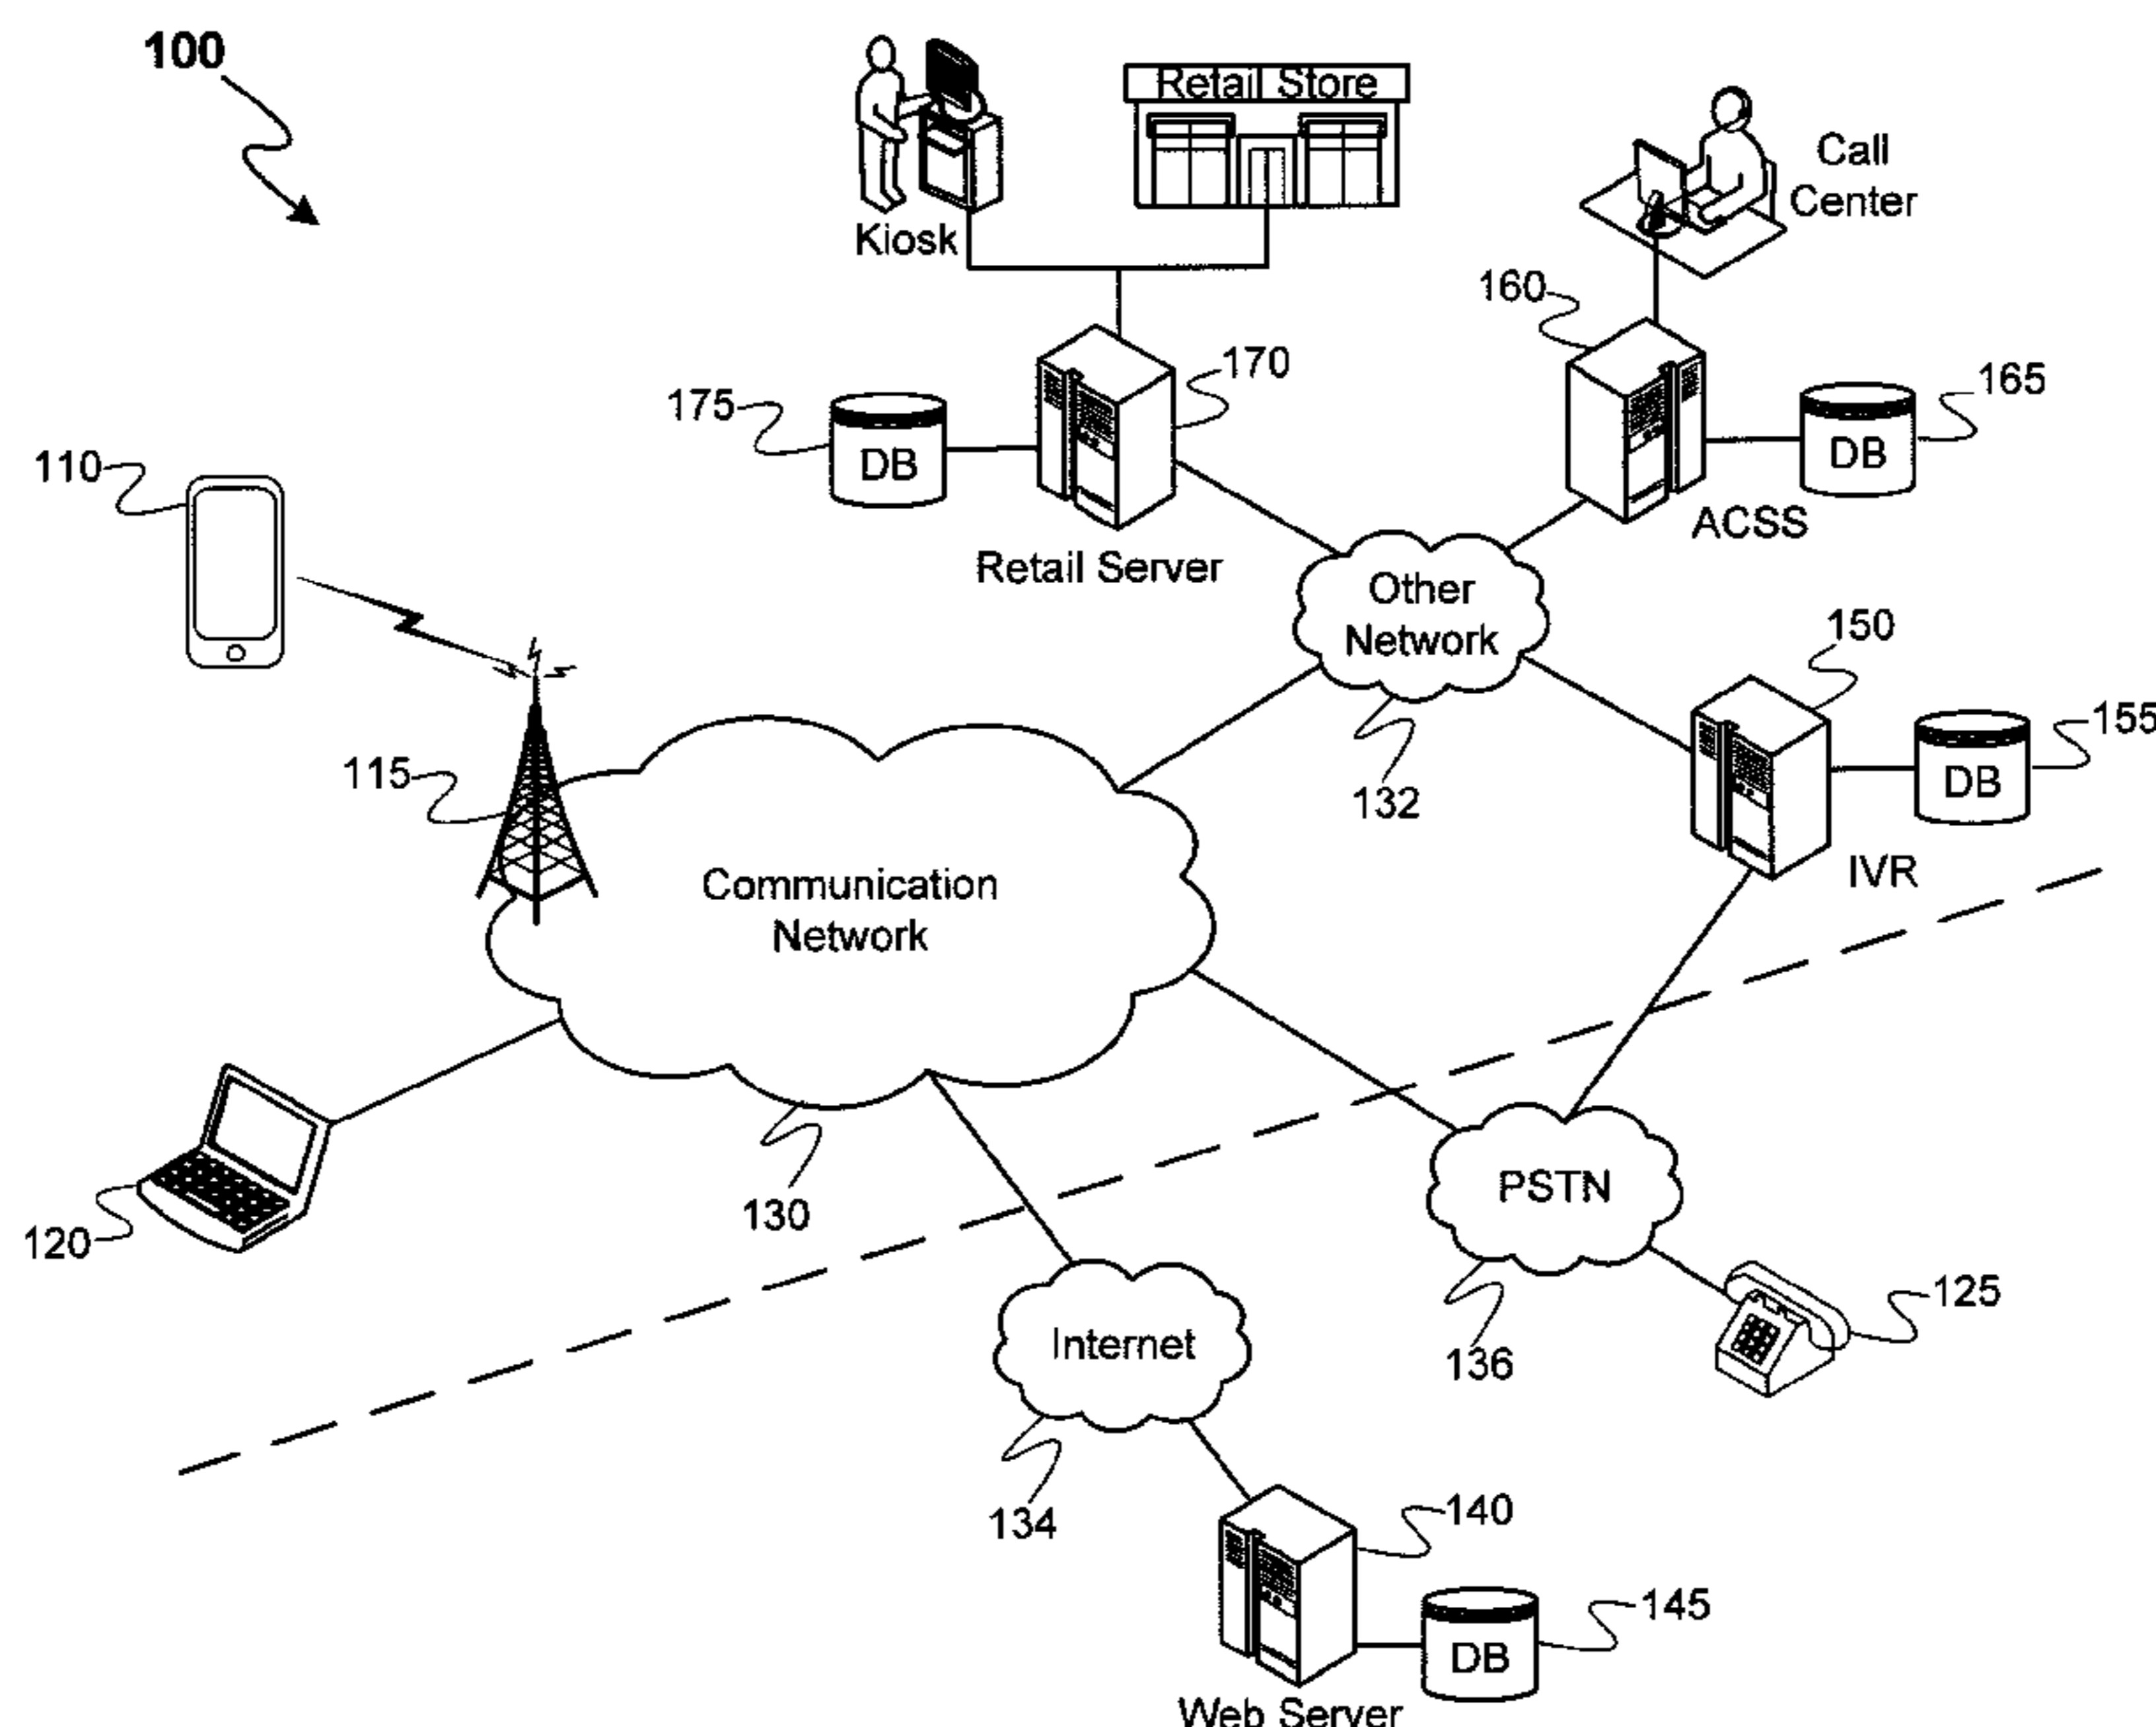 100
Retail Store
Call
Center
Kiosk
160
170
175
165
DB
DB
ACSS
110
Retail Server
Other
Network
150
155
115
132
DB
IVR
Communication
Network
130
PSTN
120
125
Internet
136
134
140
145
DB
Web Server